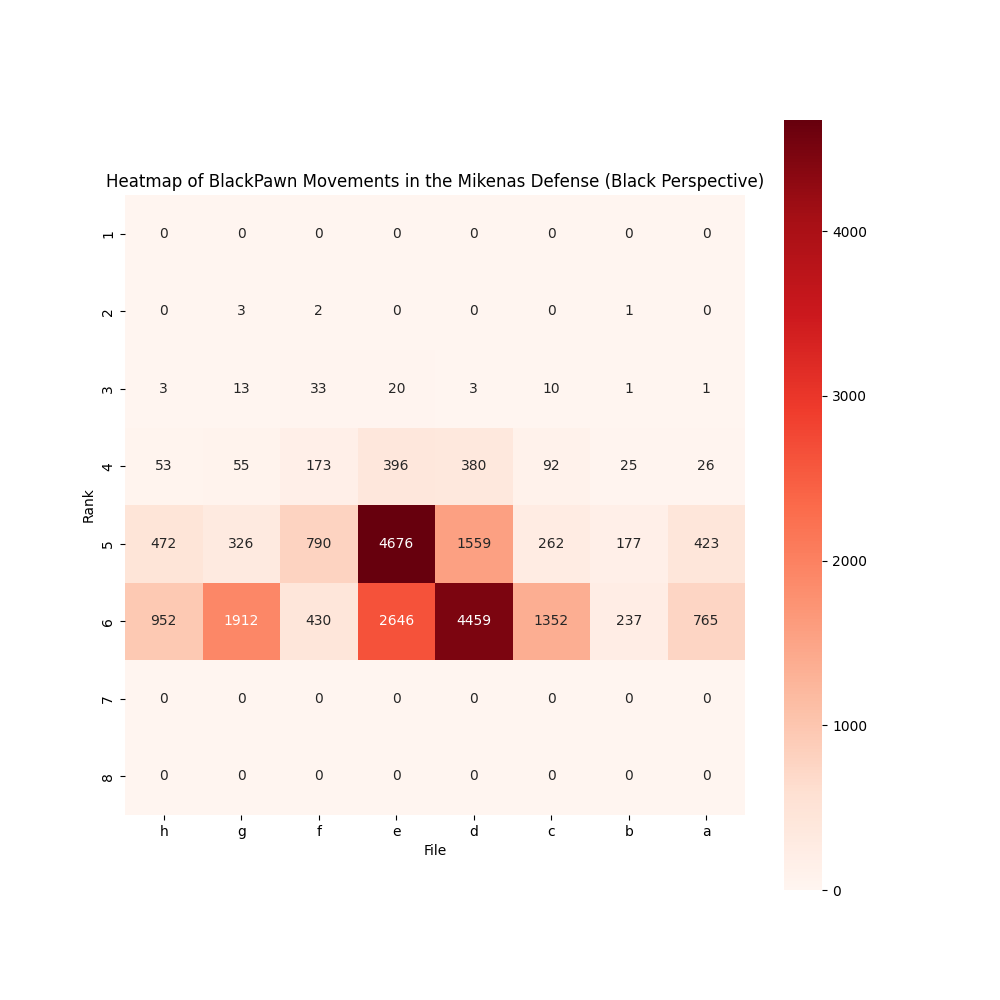 Heatmap of BlackPawn Movements in the Mikenas Defense (Black Perspective)
1 0 0 0 0 0 0 0 0
2 0 3 2 0 0 0 1 0
3 3 13 33 20 3 10 1 1
4 53 55 173 396 380 92 25 26
Rank
5 472 326 790 4676 1559 262 177 423
6 952 1912 430 2646 4459 1352 237 765
7 0 0 0 0 0 0 0 0
8 0 0 0 0 0 0 0 0
h g f e d c b a
File
4000
3000
2000
1000
0